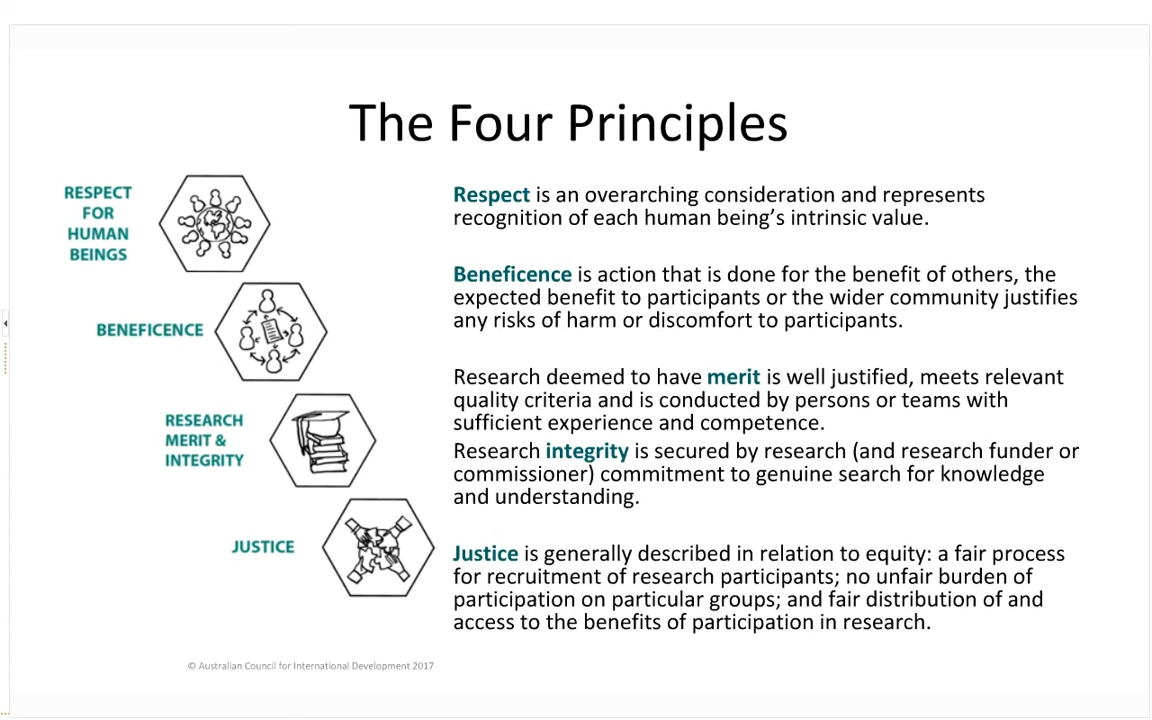 The Four Principles
RESPECT
FOR
HUMAN
BEINGS
Respect is an overarching consideration and represents
recognition of each human being's intrinsic value.
BENEFICENCE
Beneficence is action that is done for the benefit of others, the
expected benefit to participants or the wider community justifies
any risks of harm or discomfort to participants.
RESEARCH
MERIT &
INTEGRITY
Research deemed to have merit is well justified, meets relevant
quality criteria and is conducted by persons or teams with
sufficient experience and competence.
Research integrity is secured by research (and research funder or
commissioner) commitment to genuine search for knowledge
and understanding.
JUSTICE
Justice is generally described in relation to equity: a fair process
for recruitment of research participants; no unfair burden of
participation on particular groups; and fair distribution of and
access to the benefits of participation in research.
© Australian Council for International Development 2017